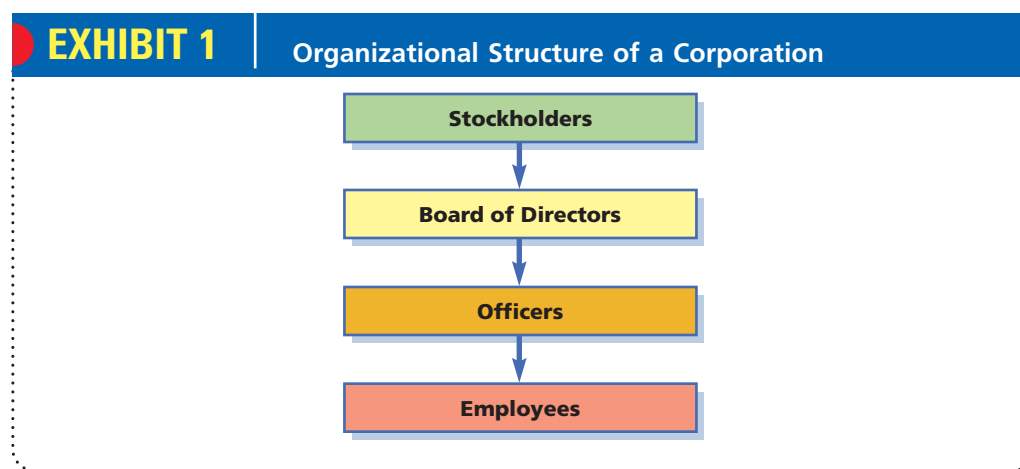 EXHIBIT 1
Organizational Structure of a Corporation
Stockholders
Board of Directors
Officers
Employees